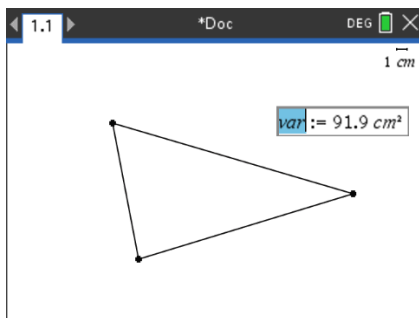 1.1 *Doc DEG
1 cm
var := 91.9 cm²